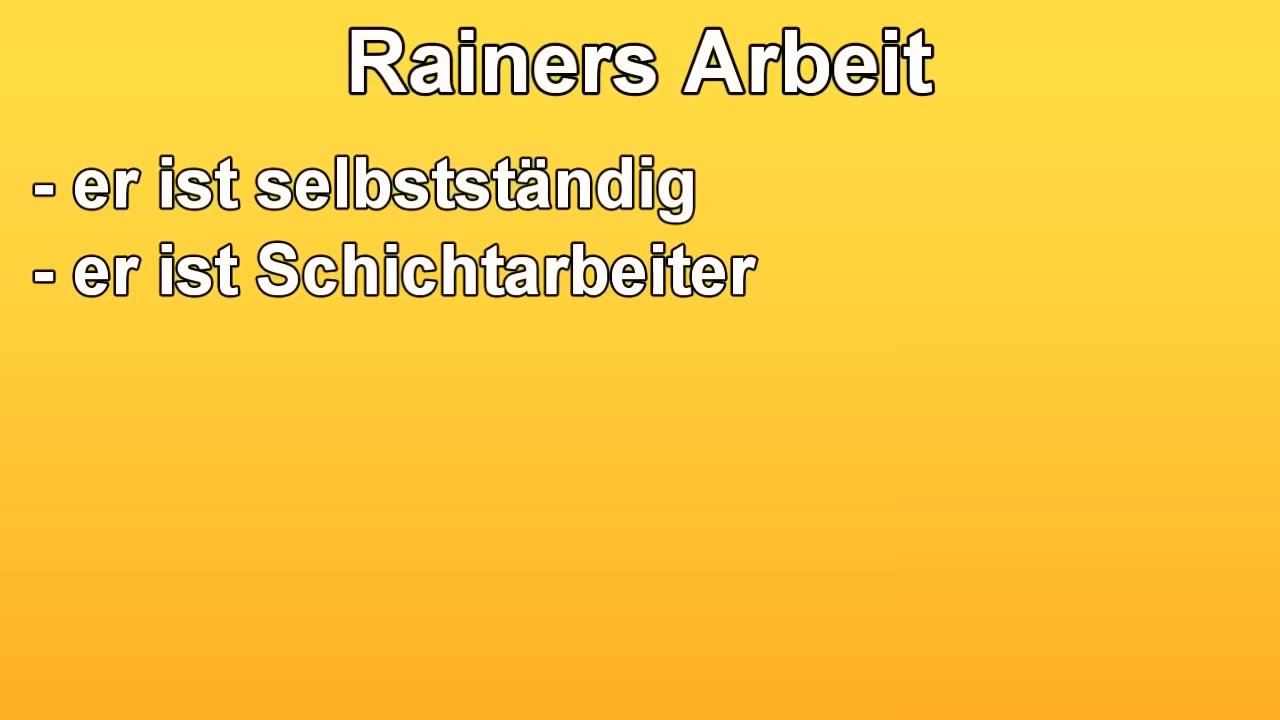 Rainers Arbeit
- er ist selbstständig
- er ist Schichtarbeiter